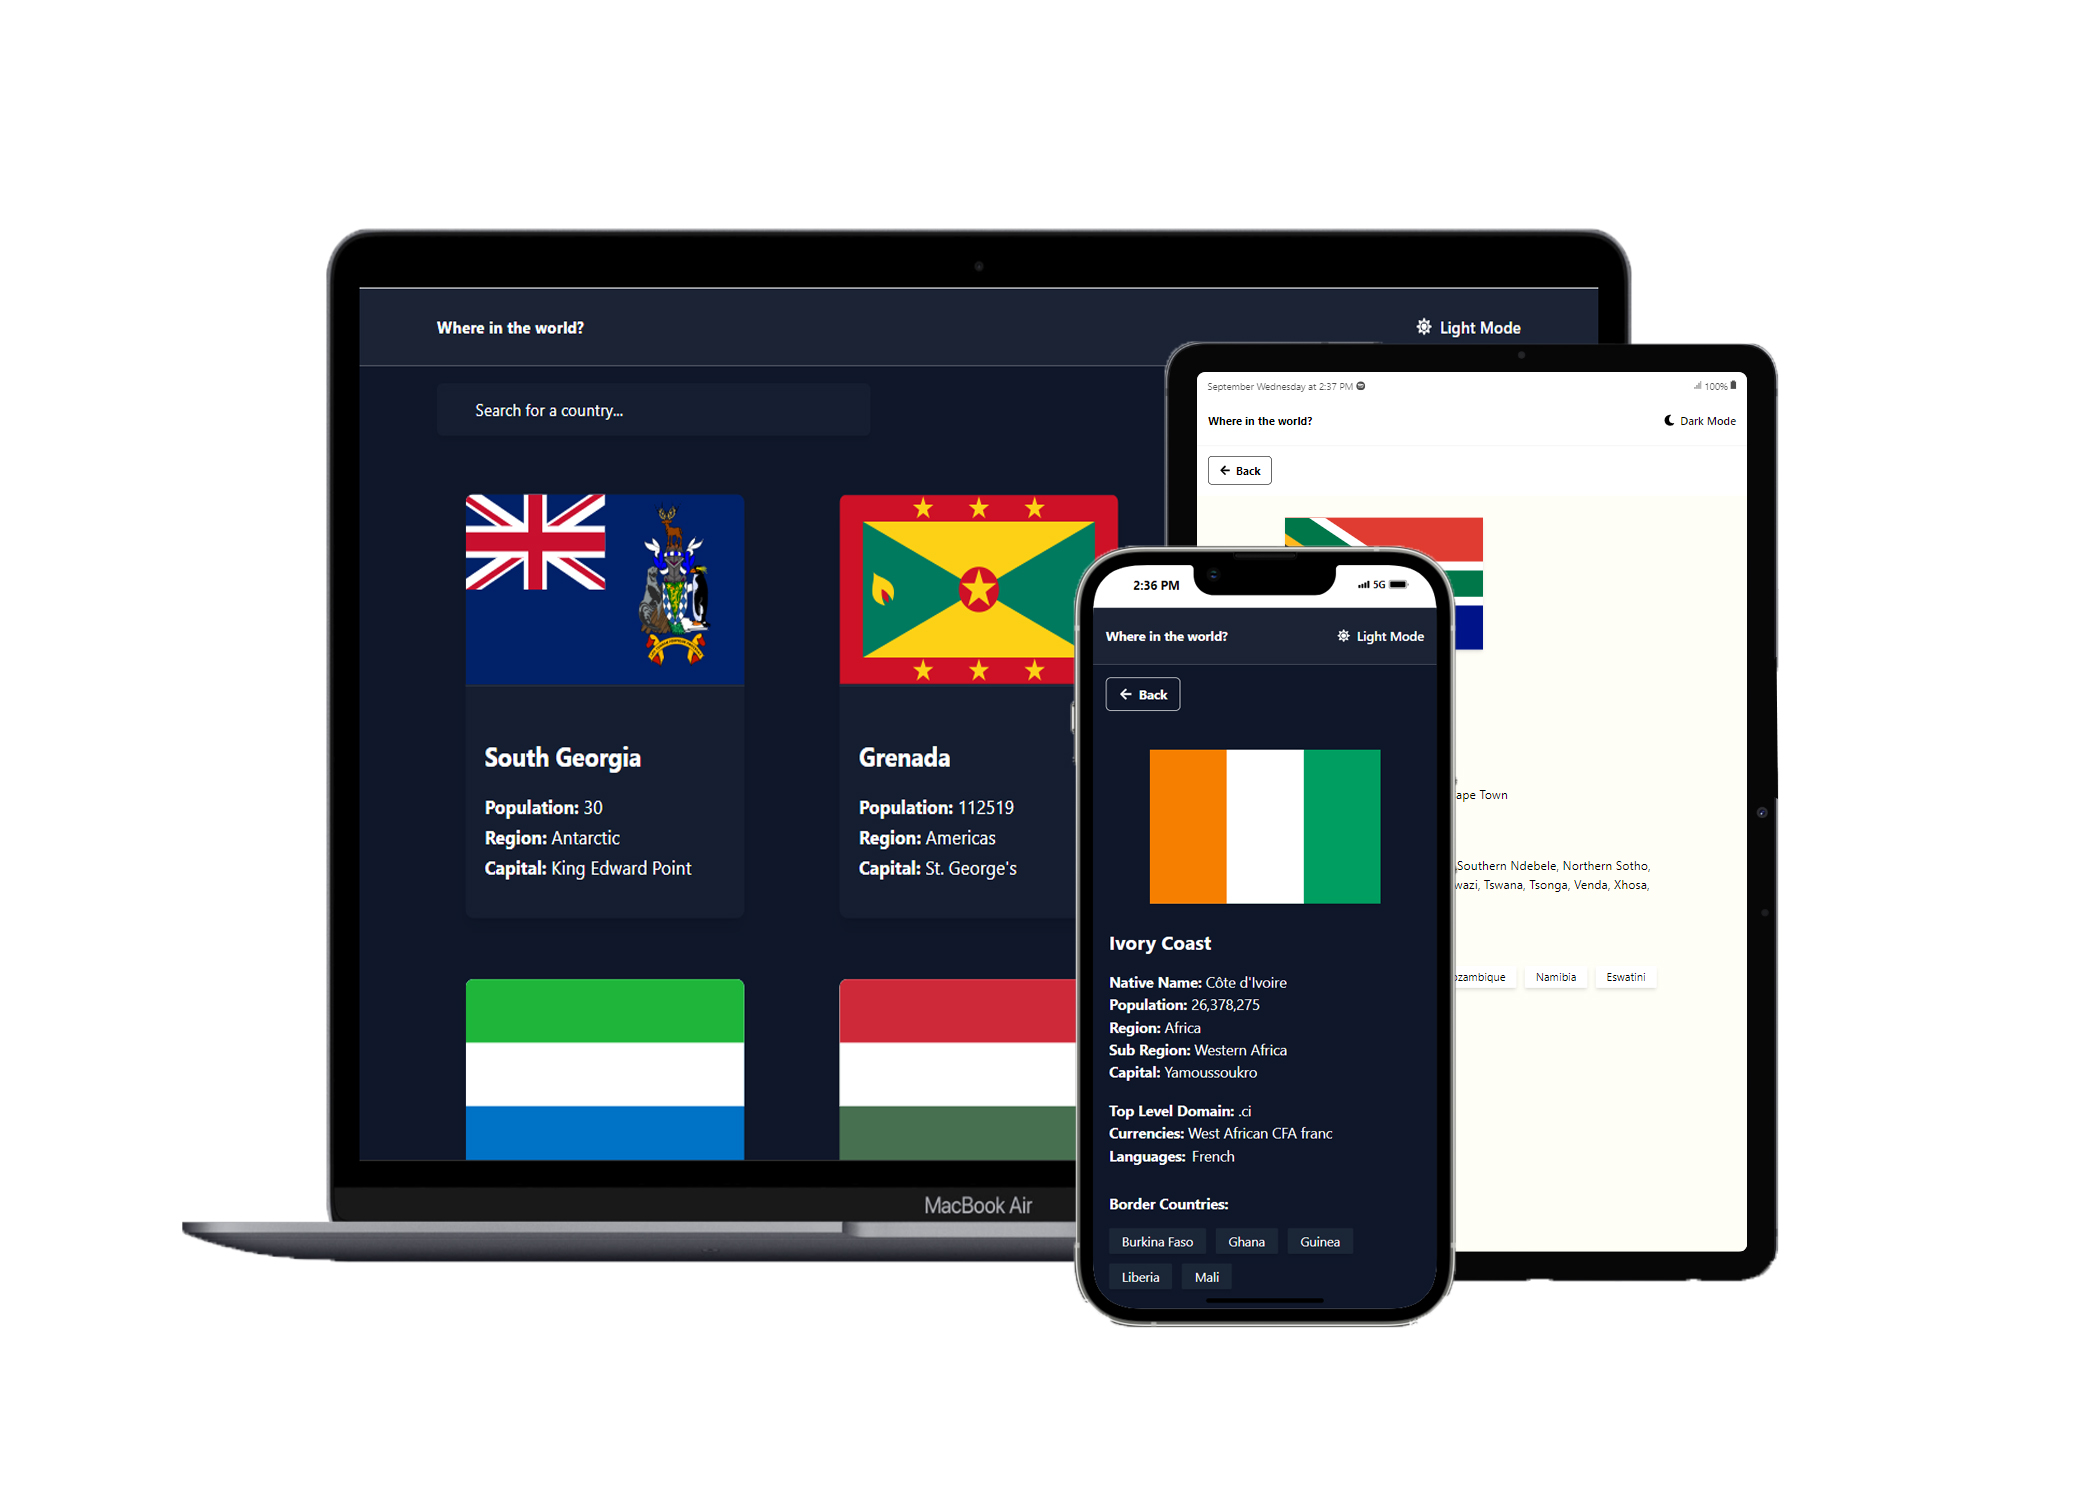 Where in the world?
Light Mode
Search for a country...
South Georgia
Population: 30
Region: Antarctic
Capital: King Edward Point
Grenada
Population: 112519
Region: Americas
Capital: St. George's
MacBook Air
September Wednesday at 2:37 PM
100%
Where in the world?
Dark Mode
Back
Town
Southern Ndebele, Northern Sotho,
Tswana, Tsonga, Venda, Xhosa,
Namibia
Eswatini
2:36 PM
5G
Where in the world?
Light Mode
Back
Ivory Coast
Native Name: Côte d'Ivoire
Population: 26,378,275
Region: Africa
Sub Region: Western Africa
Capital: Yamoussoukro
Top Level Domain: .ci
Currencies: West African CFA franc
Languages: French
Border Countries:
Burkina Faso
Ghana
Guinea
Liberia
Mali